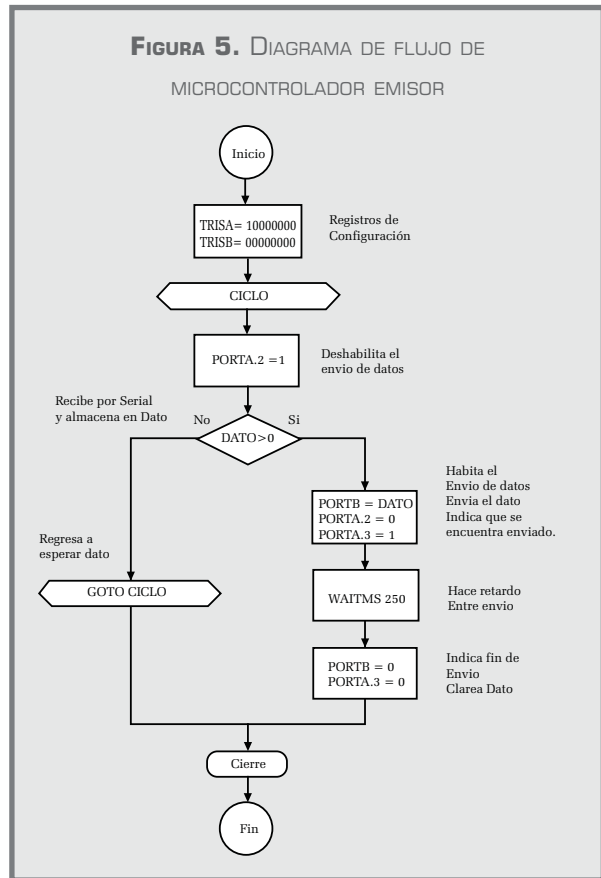 FIGURA 5. DIAGRAMA DE FLUJO DE
MICROCONTROLADOR EMISOR
Inicio
TRISA= 10000000
TRISB= 00000000
Registros de
Configuración
CICLO
PORTA.2 =1
Deshabilita el
envio de datos
Recibe por Serial
y almacena en Dato
No
Si
DATO>0
Habita el
Envio de datos
Envia el dato
Indica que se
encuentra enviado.
PORTB = DATO
PORTA.2 = 0
PORTA.3 = 1
Regresa a
esperar dato
GOTO CICLO
WAITMS 250
Hace retardo
Entre envio
PORTB = 0
PORTA.3 = 0
Indica fin de
Envio
Clarea Dato
Cierre
Fin